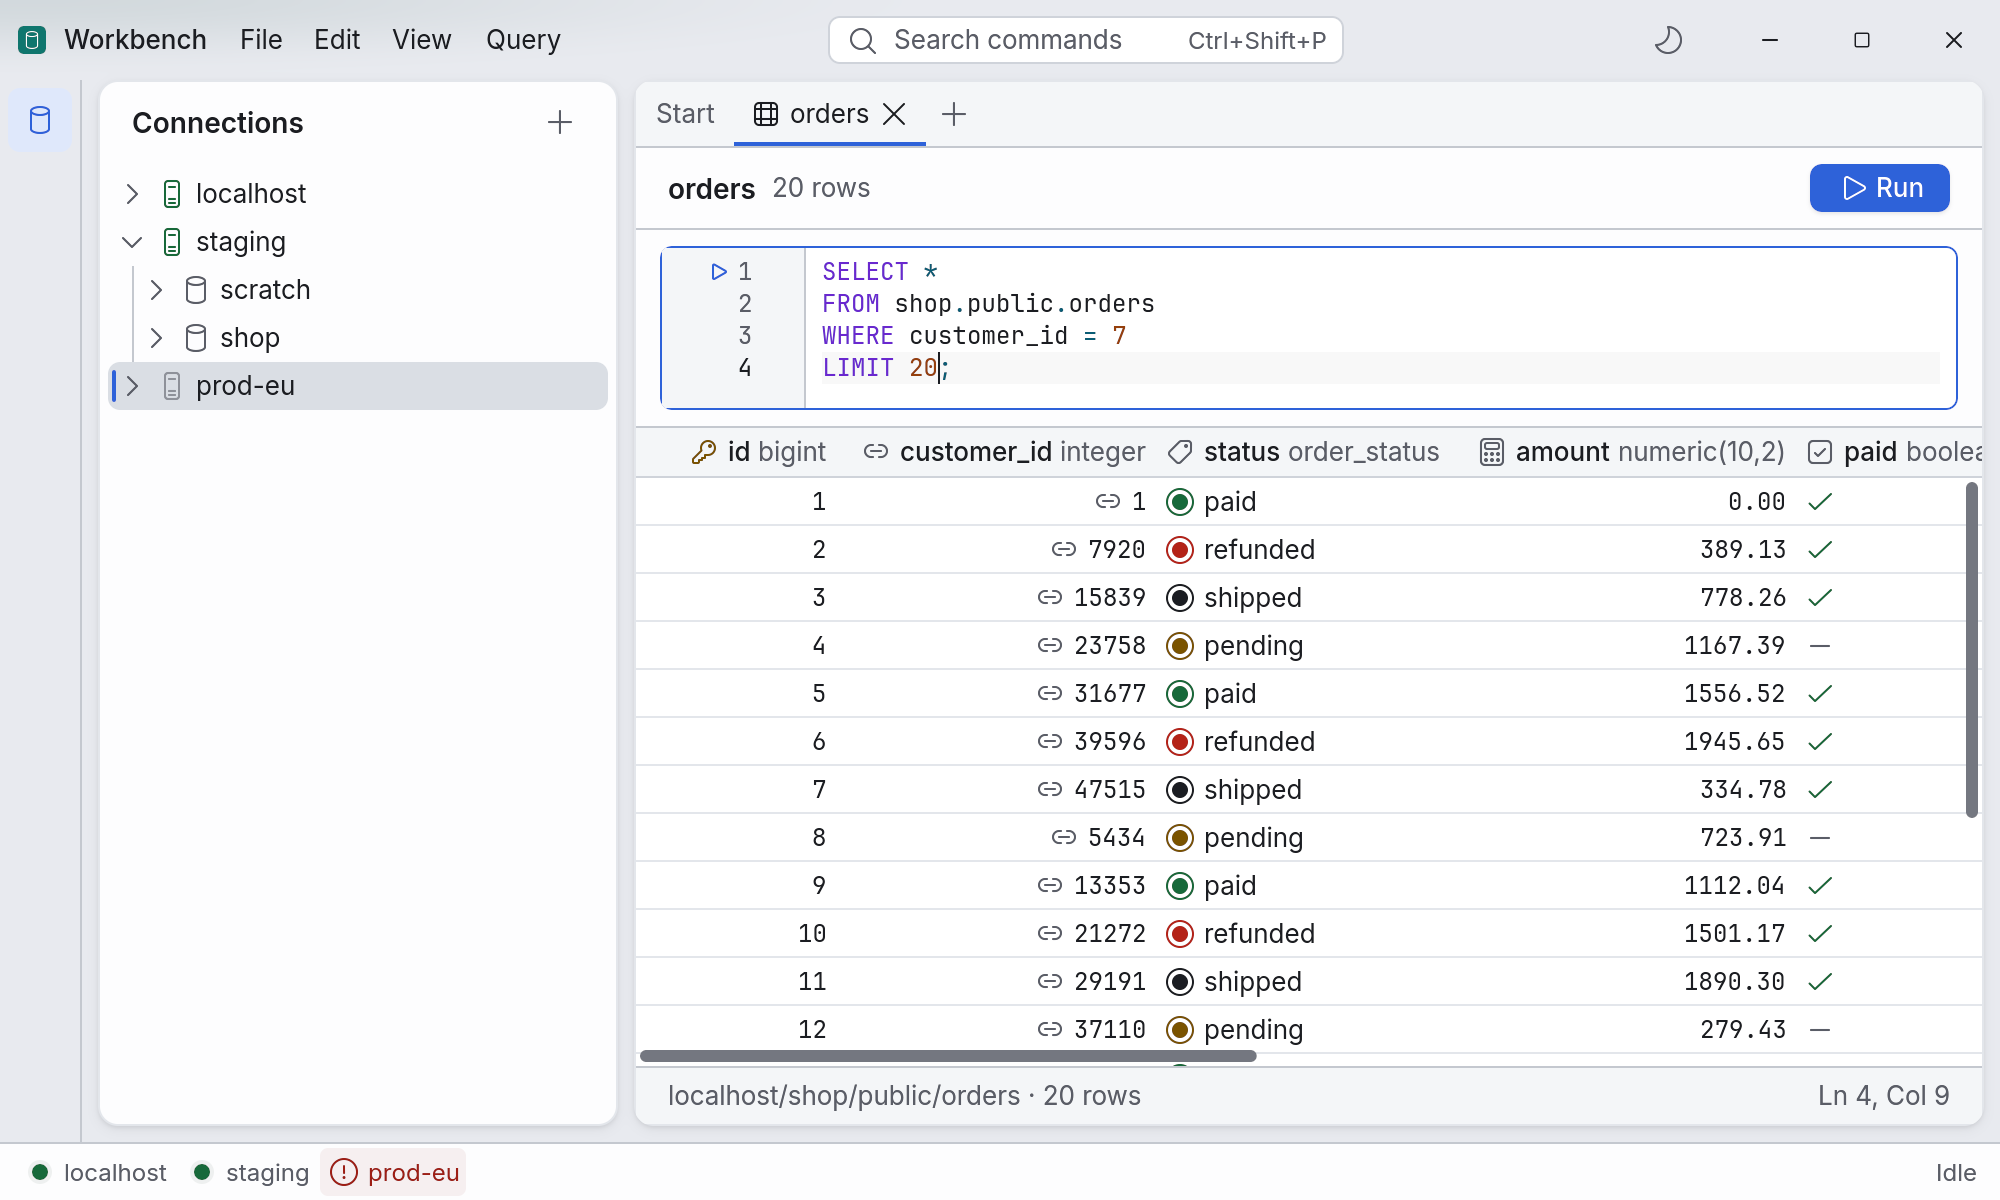 Workbench File Edit View Query Search commands Ctrl+Shift+P
Connections
localhost
staging
scratch
shop
prod-eu
Start orders
orders 20 rows Run
1 SELECT *
2 FROM shop.public.orders
3 WHERE customer_id = 7
4 LIMIT 20;
id bigint customer_id integer status order_status amount numeric(10,2) paid boolea
1 1 paid 0.00
2 7920 refunded 389.13
3 15839 shipped 778.26
4 23758 pending 1167.39
5 31677 paid 1556.52
6 39596 refunded 1945.65
7 47515 shipped 334.78
8 5434 pending 723.91
9 13353 paid 1112.04
10 21272 refunded 1501.17
11 29191 shipped 1890.30
12 37110 pending 279.43
localhost/shop/public/orders · 20 rows Ln 4, Col 9
localhost staging prod-eu Idle